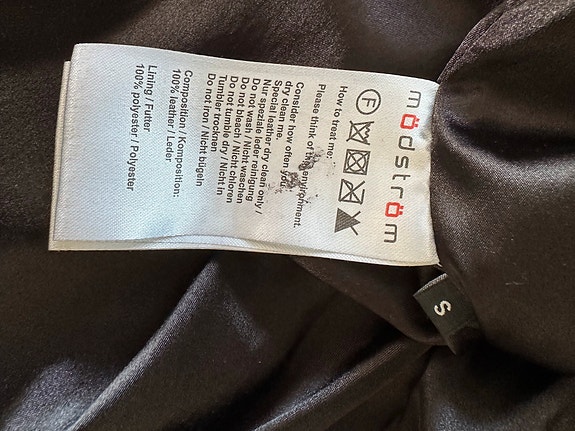 mödström
F
How to treat me:
Please think of the environment.
Consider how often you
dry clean me.
Special leather dry clean only /
Nur speziale leder reinigung
Do not wash / Nicht waschen
Do not bleach / Nicht chloren
Do not tumble dry / Nicht in
Tumbler trocknen
Do not iron / Nicht bügeln
Composition / Komposition:
100% leather / Leder
Lining / Futter
100% polyester / Polyester
S